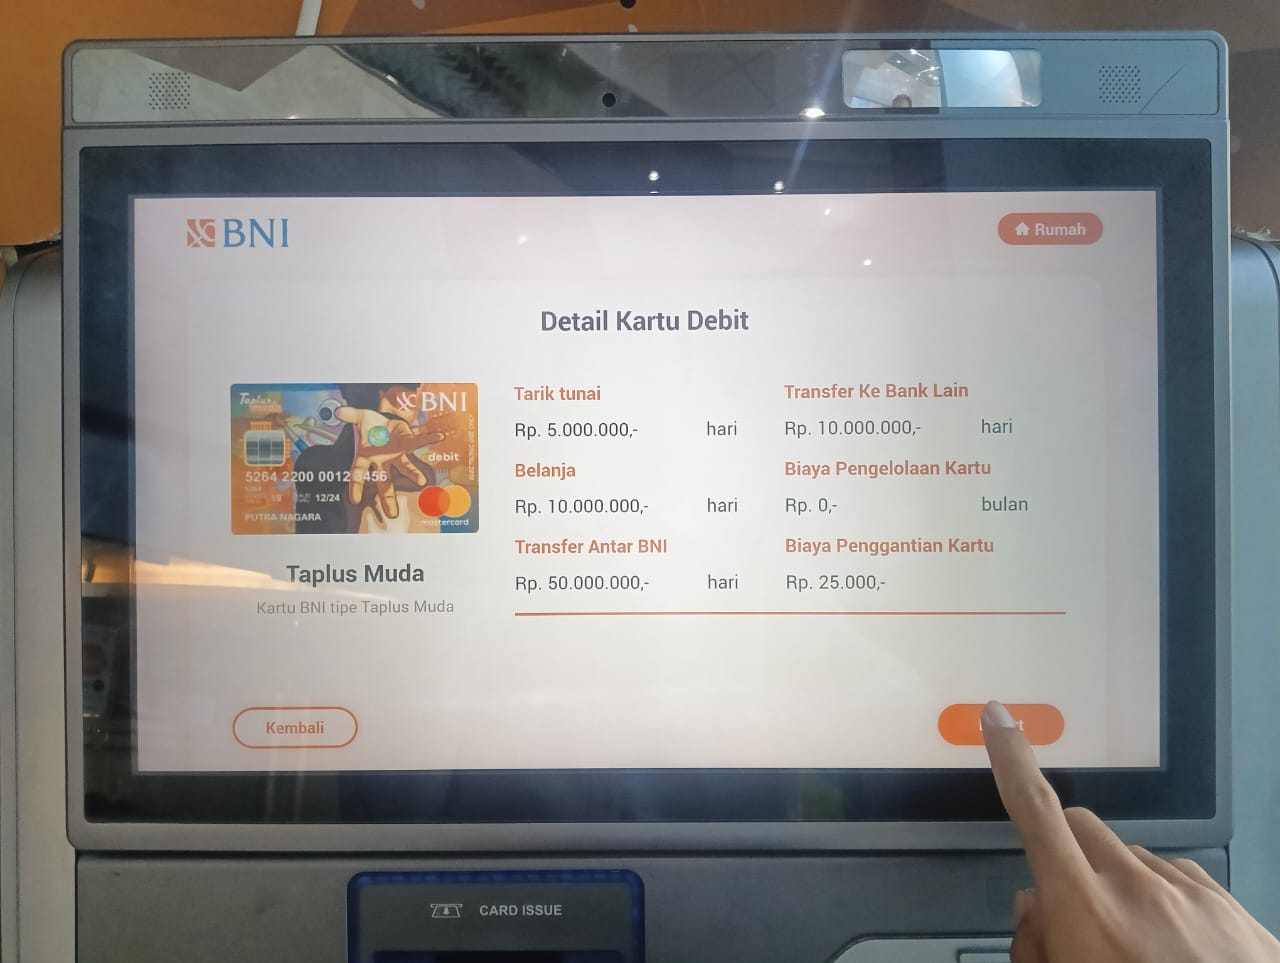 BNI
Rumah
Detail Kartu Debit
Taplus
BNI
debit
5264 2200 0012 3456
5264
19 12/24
PUTRA NAGARA
mastercard
Taplus Muda
Kartu BNI tipe Taplus Muda
Tarik tunai
Rp. 5.000.000,- hari
Belanja
Rp. 10.000.000,- hari
Transfer Antar BNI
Rp. 50.000.000,- hari
Transfer Ke Bank Lain
Rp. 10.000.000,- hari
Biaya Pengelolaan Kartu
Rp. 0,- bulan
Biaya Penggantian Kartu
Rp. 25.000,-
Kembali
CARD ISSUE